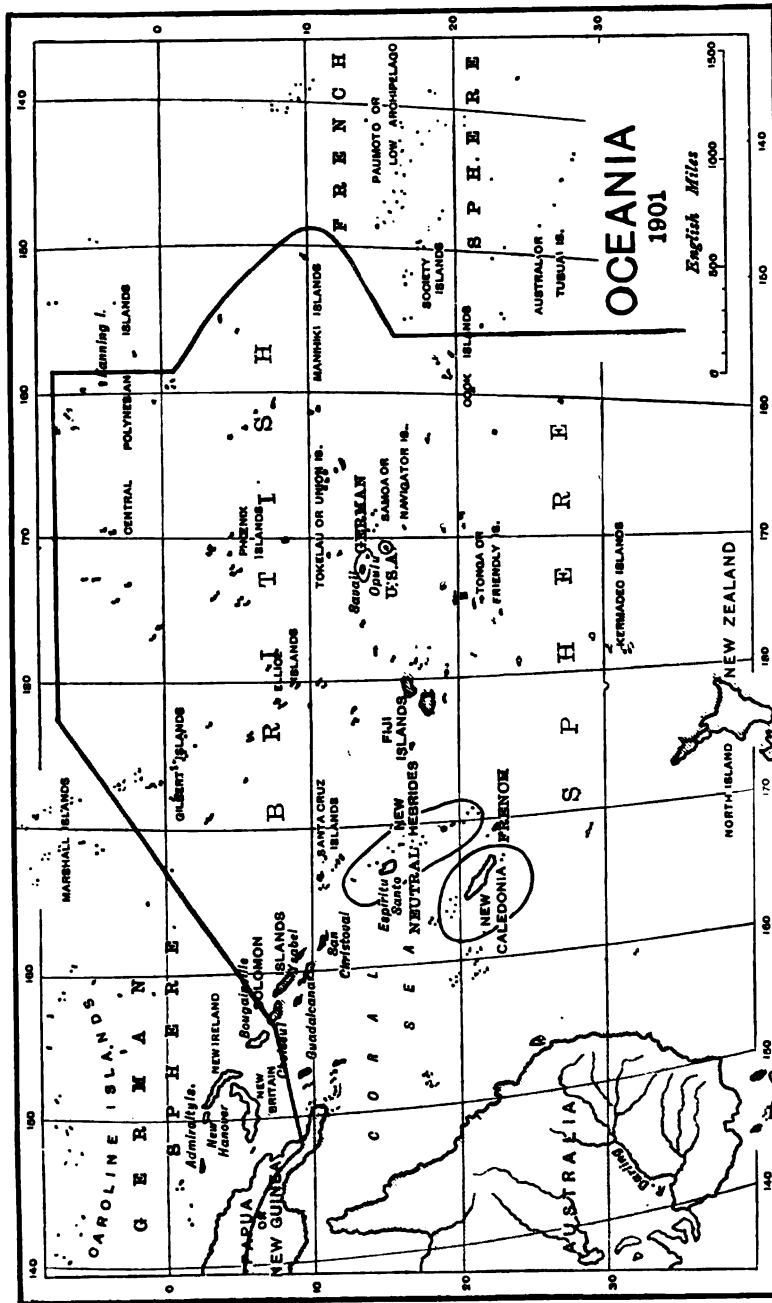 OCEANIA
1901
English Miles
0 500 1000 1500
140 150 160 170 180 170 160 150 140
0
10
20
30
GERMAN
SPHERE
BRITISH
SPHERE
FRENCH
SPHERE
CAROLINE ISLANDS
MARSHALL ISLANDS
GILBERT ISLANDS
CENTRAL POLYNESIAN ISLANDS
Fanning I.
Admiralty Is.
New
Hanover
NEW IRELAND
NEW
BRITAIN
Bougainville
SOLOMON
ISLANDS
Choiseul
Ysabel
Guadalcanar
San
Christoval
PAPUA
OR
NEW GUINEA
SANTA CRUZ
ISLANDS
ELLICE
ISLANDS
PHOENIX
ISLANDS
TOKELAU OR UNION IS.
MANIHIKI ISLANDS
PAUMOTO OR
LOW ARCHIPELAGO
SOCIETY
ISLANDS
AUSTRAL OR
TUBUAI IS.
COOK ISLANDS
Savaii
Opulu
GERMAN
U.S.A.
SAMOA OR
NAVIGATOR IS.
TONGA OR
FRIENDLY IS.
FIJI
ISLANDS
Espiritu
Santo
NEW
HEBRIDES
NEUTRAL
NEW
CALEDONIA
FRENCH
CORAL
SEA
KERMADEC ISLANDS
AUSTRALIA
R. Darling
NORTH ISLAND
NEW ZEALAND